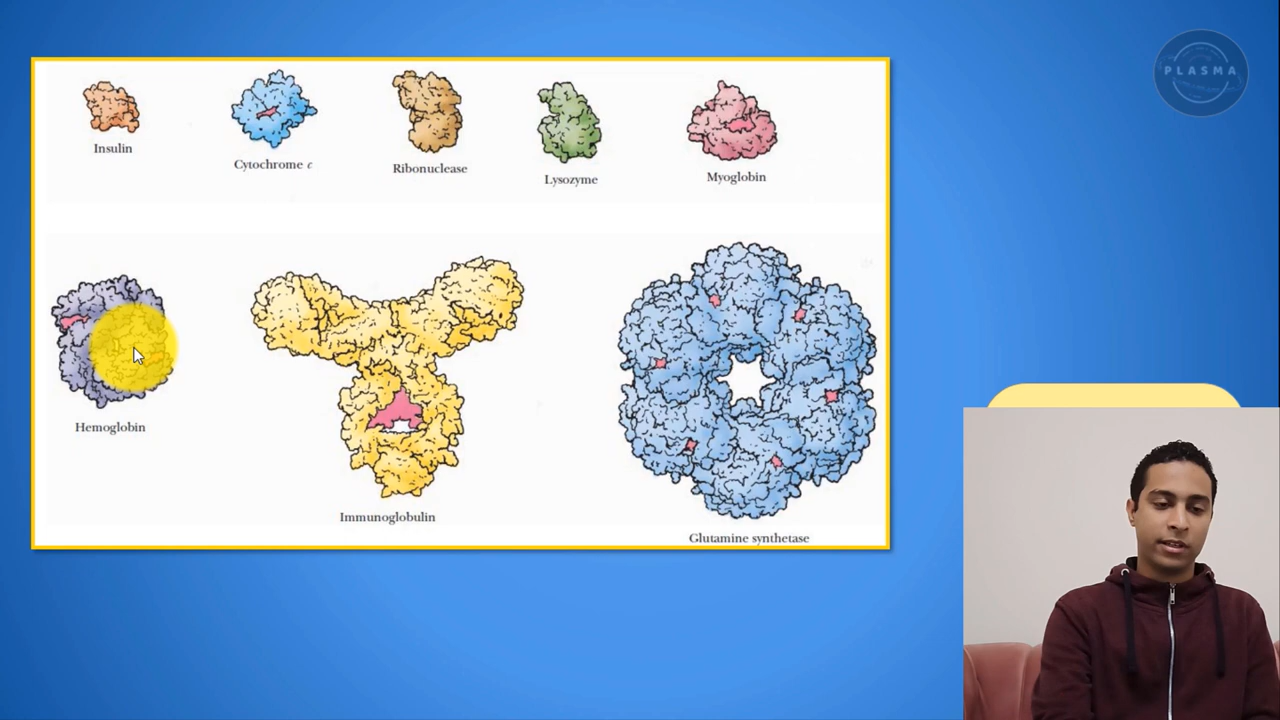 PLASMA
Insulin
Cytochrome c
Ribonuclease
Lysozyme
Myoglobin
Hemoglobin
Immunoglobulin
Glutamine synthetase